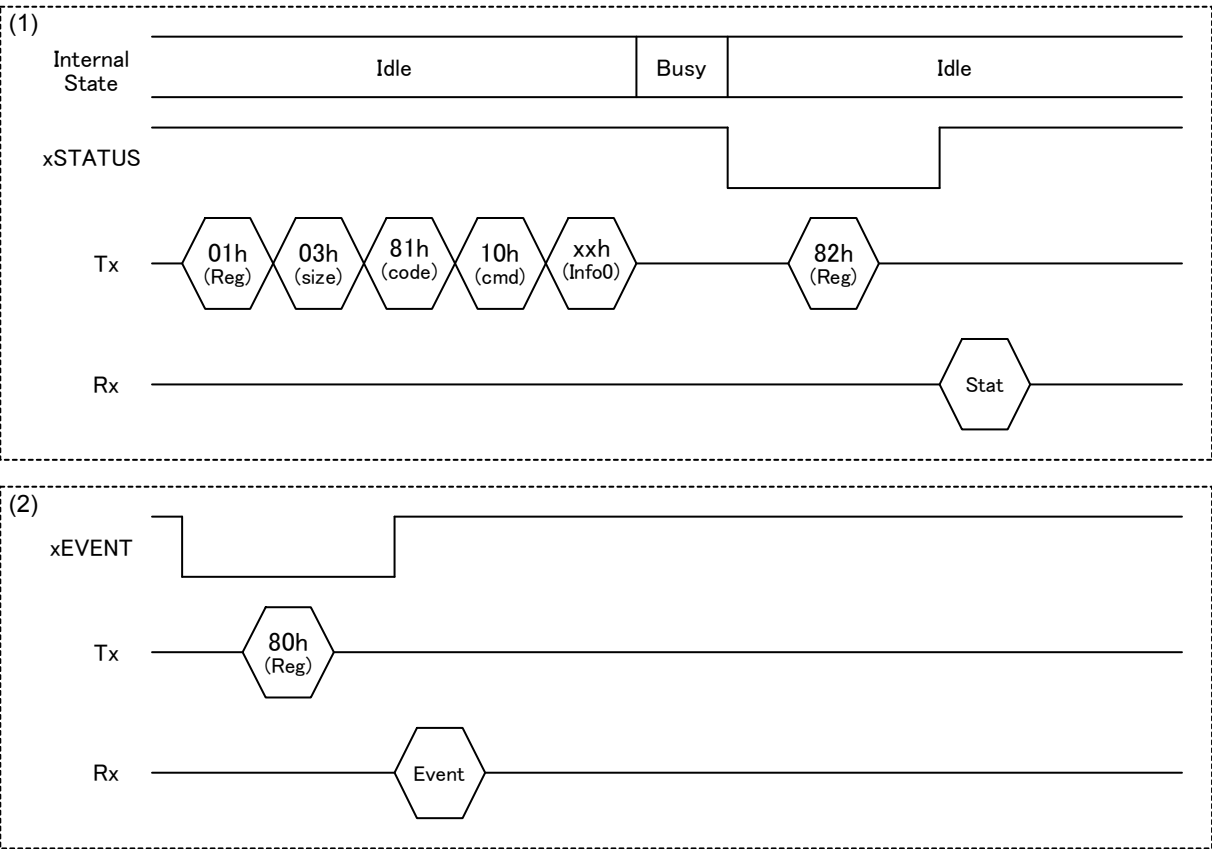 (1)
Internal
State
Idle
Busy
Idle
xSTATUS
Tx
01h
(Reg)
03h
(size)
81h
(code)
10h
(cmd)
xxh
(Info0)
82h
(Reg)
Rx
Stat
(2)
xEVENT
Tx
80h
(Reg)
Rx
Event